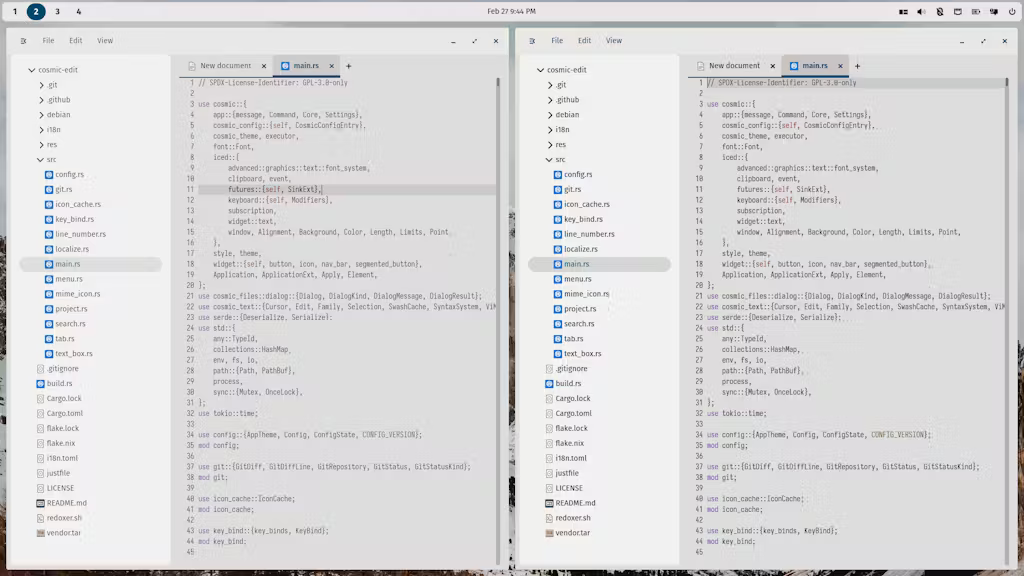 1 2 3 4 Feb 27 9:44 PM
File Edit View
cosmic-edit
.git
.github
debian
i18n
res
src
config.rs
git.rs
icon_cache.rs
key_bind.rs
line_number.rs
localize.rs
main.rs
menu.rs
mime_icon.rs
project.rs
search.rs
tab.rs
text_box.rs
.gitignore
build.rs
Cargo.lock
Cargo.toml
flake.lock
flake.nix
i18n.toml
justfile
LICENSE
README.md
redoxer.sh
vendor.tar
New document × main.rs × +
1 // SPDX-License-Identifier: GPL-3.0-only
2
3 use cosmic::{
4 app::{message, Command, Core, Settings},
5 cosmic_config::{self, CosmicConfigEntry},
6 cosmic_theme, executor,
7 font::Font,
8 iced::{
9 advanced::graphics::text::font_system,
10 clipboard, event,
11 futures::{self, SinkExt},
12 keyboard::{self, Modifiers},
13 subscription,
14 widget::text,
15 window, Alignment, Background, Color, Length, Limits, Point,
16 },
17 style, theme,
18 widget::{self, button, icon, nav_bar, segmented_button},
19 Application, ApplicationExt, Apply, Element,
20 };
21 use cosmic_files::dialog::{Dialog, DialogKind, DialogMessage, DialogResult};
22 use cosmic_text::{Cursor, Edit, Family, Selection, SwashCache, SyntaxSystem, ViM
23 use serde::{Deserialize, Serialize};
24 use std::{
25 any::TypeId,
26 collections::HashMap,
27 env, fs, io,
28 path::{Path, PathBuf},
29 process,
30 sync::{Mutex, OnceLock},
31 };
32 use tokio::time;
33
34 use config::{AppTheme, Config, ConfigState, CONFIG_VERSION};
35 mod config;
36
37 use git::{GitDiff, GitDiffLine, GitRepository, GitStatus, GitStatusKind};
38 mod git;
39
40 use icon_cache::IconCache;
41 mod icon_cache;
42
43 use key_bind::{key_binds, KeyBind};
44 mod key_bind;
45
File Edit View
cosmic-edit
.git
.github
debian
i18n
res
src
config.rs
git.rs
icon_cache.rs
key_bind.rs
line_number.rs
localize.rs
main.rs
menu.rs
mime_icon.rs
project.rs
search.rs
tab.rs
text_box.rs
.gitignore
build.rs
Cargo.lock
Cargo.toml
flake.lock
flake.nix
i18n.toml
justfile
LICENSE
README.md
redoxer.sh
vendor.tar
New document × main.rs × +
1 // SPDX-License-Identifier: GPL-3.0-only
2
3 use cosmic::{
4 app::{message, Command, Core, Settings},
5 cosmic_config::{self, CosmicConfigEntry},
6 cosmic_theme, executor,
7 font::Font,
8 iced::{
9 advanced::graphics::text::font_system,
10 clipboard, event,
11 futures::{self, SinkExt},
12 keyboard::{self, Modifiers},
13 subscription,
14 widget::text,
15 window, Alignment, Background, Color, Length, Limits, Point,
16 },
17 style, theme,
18 widget::{self, button, icon, nav_bar, segmented_button},
19 Application, ApplicationExt, Apply, Element,
20 };
21 use cosmic_files::dialog::{Dialog, DialogKind, DialogMessage, DialogResult};
22 use cosmic_text::{Cursor, Edit, Family, Selection, SwashCache, SyntaxSystem, ViM
23 use serde::{Deserialize, Serialize};
24 use std::{
25 any::TypeId,
26 collections::HashMap,
27 env, fs, io,
28 path::{Path, PathBuf},
29 process,
30 sync::{Mutex, OnceLock},
31 };
32 use tokio::time;
33
34 use config::{AppTheme, Config, ConfigState, CONFIG_VERSION};
35 mod config;
36
37 use git::{GitDiff, GitDiffLine, GitRepository, GitStatus, GitStatusKind};
38 mod git;
39
40 use icon_cache::IconCache;
41 mod icon_cache;
42
43 use key_bind::{key_binds, KeyBind};
44 mod key_bind;
45